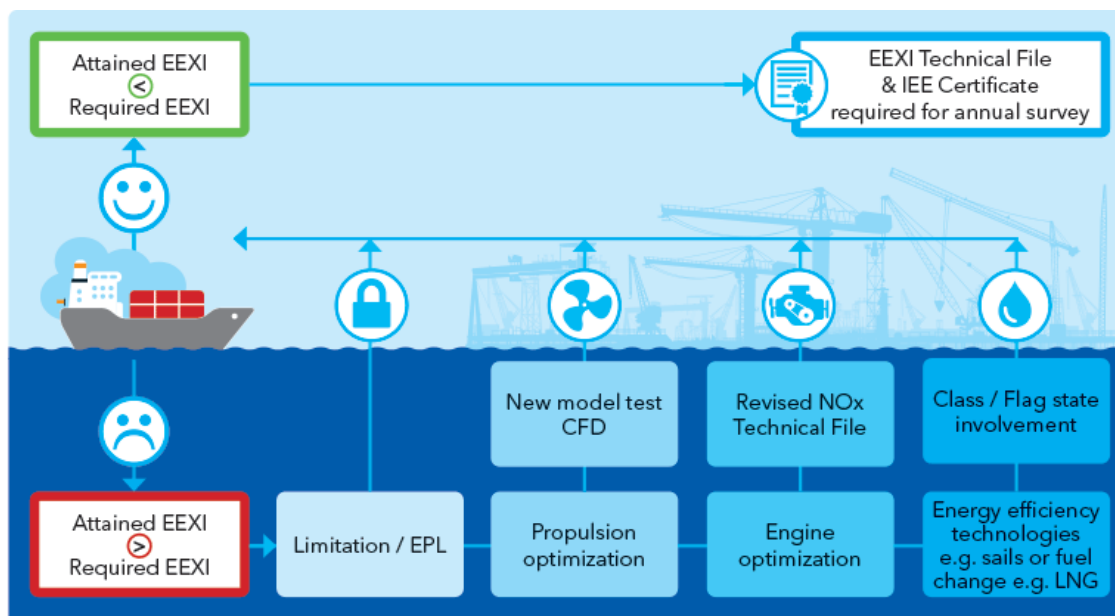 Attained EEXI
<
Required EEXI
EEXI Technical File
& IEE Certificate
required for annual survey
New model test
CFD
Revised NOx
Technical File
Class / Flag state
involvement
Attained EEXI
>
Required EEXI
Limitation / EPL
Propulsion
optimization
Engine
optimization
Energy efficiency
technologies
e.g. sails or fuel
change e.g. LNG